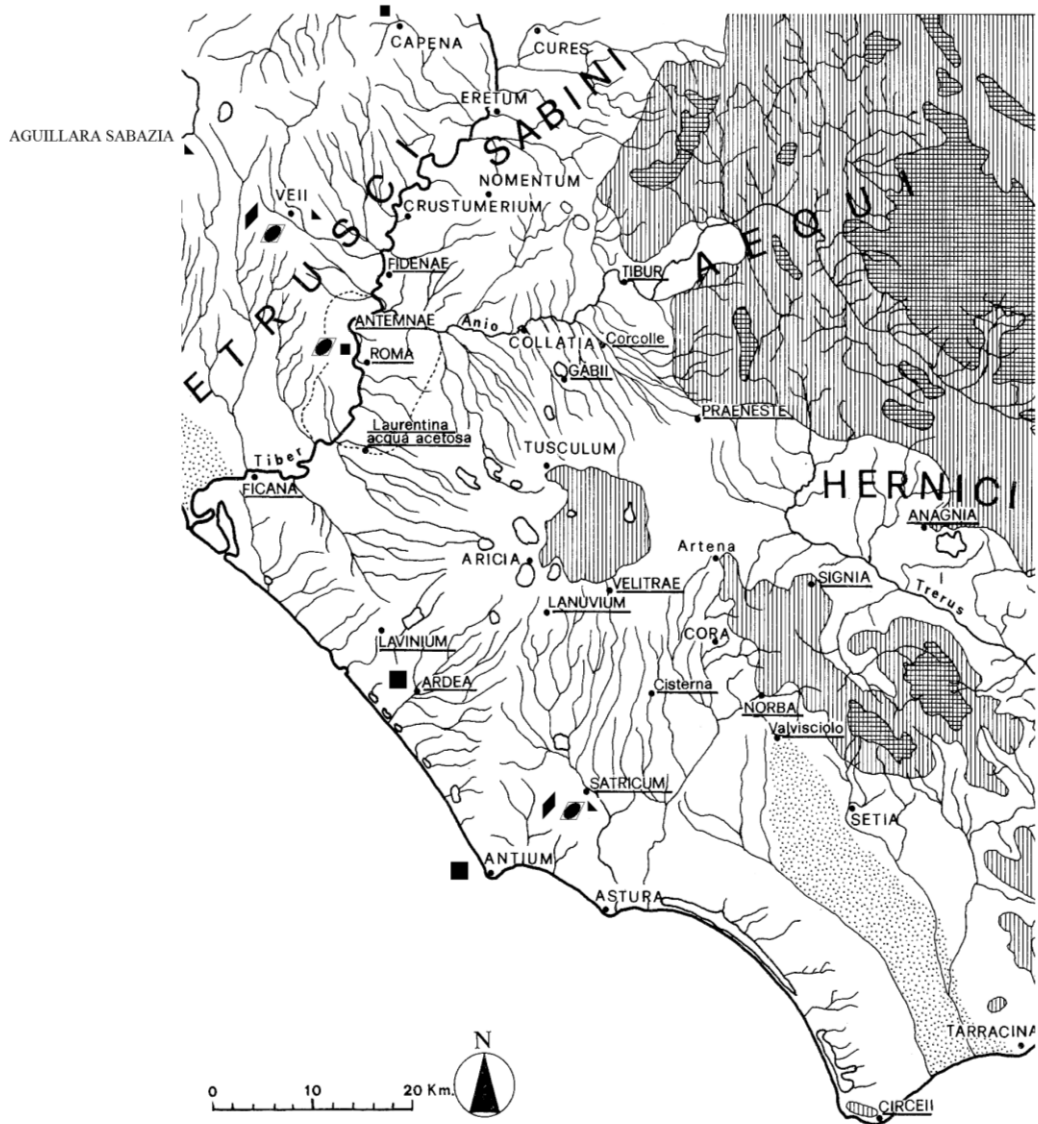 CAPENA
CURES
ERETUM
SABINI
AGUILLARA SABAZIA
NOMENTUM
VEII
CRUSTUMERIUM
ETRUSCI
AEQUI
FIDENAE
TIBUR
ANTEMNAE
Anio
COLLATIA
Corcolle
ROMA
GABII
PRAENESTE
Laurentina
acquá acetosa
TUSCULUM
Tiber
FICANA
HERNICI
ANAGNIA
ARICIA
Artena
VELITRAE
SIGNIA
Trerus
LANUVIUM
LAVINIUM
CORA
ARDEA
Cisterna
NORBA
Valvisciolo
SATRICUM
SETIA
ANTIUM
ASTURA
TARRACINA
N
0 10 20 Km.
CIRCEII